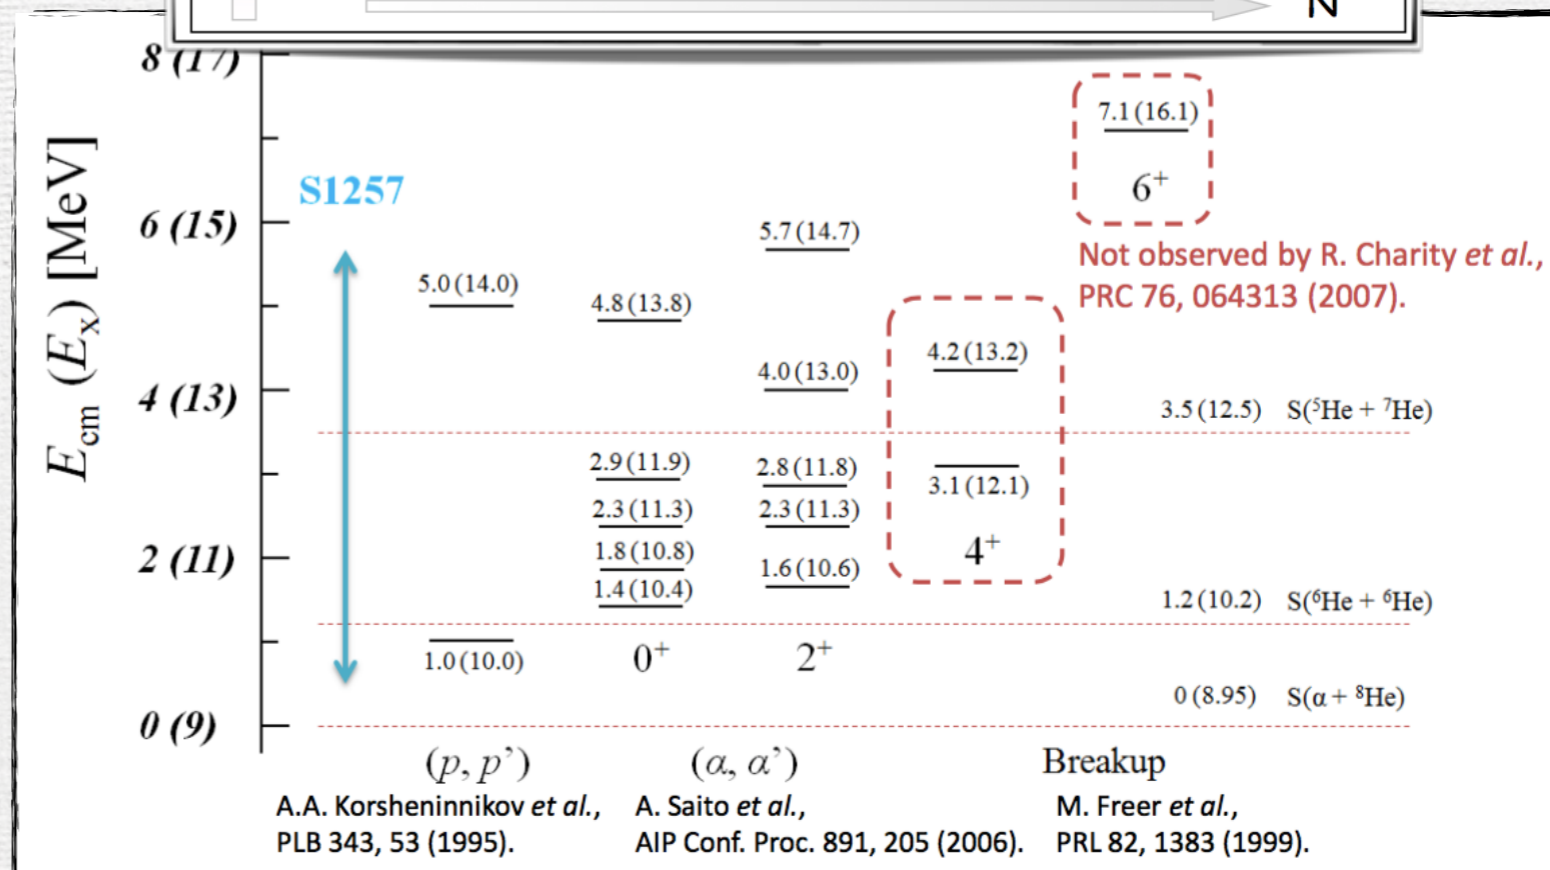 N
8 (17)
E_cm (E_x) [MeV]
7.1 (16.1)
6⁺
S1257
6 (15)
5.7 (14.7)
Not observed by R. Charity et al.,
PRC 76, 064313 (2007).
5.0 (14.0)
4.8 (13.8)
4.2 (13.2)
4.0 (13.0)
4 (13)
3.5 (12.5) S(⁵He + ⁷He)
2.9 (11.9)
2.8 (11.8)
3.1 (12.1)
2.3 (11.3)
2.3 (11.3)
4⁺
2 (11)
1.8 (10.8)
1.6 (10.6)
1.4 (10.4)
1.2 (10.2) S(⁶He + ⁶He)
1.0 (10.0)
0⁺
2⁺
0 (8.95) S(α + ⁸He)
0 (9)
(p, p’)
(α, α’)
Breakup
A.A. Korsheninnikov et al.,
PLB 343, 53 (1995).
A. Saito et al.,
AIP Conf. Proc. 891, 205 (2006).
M. Freer et al.,
PRL 82, 1383 (1999).